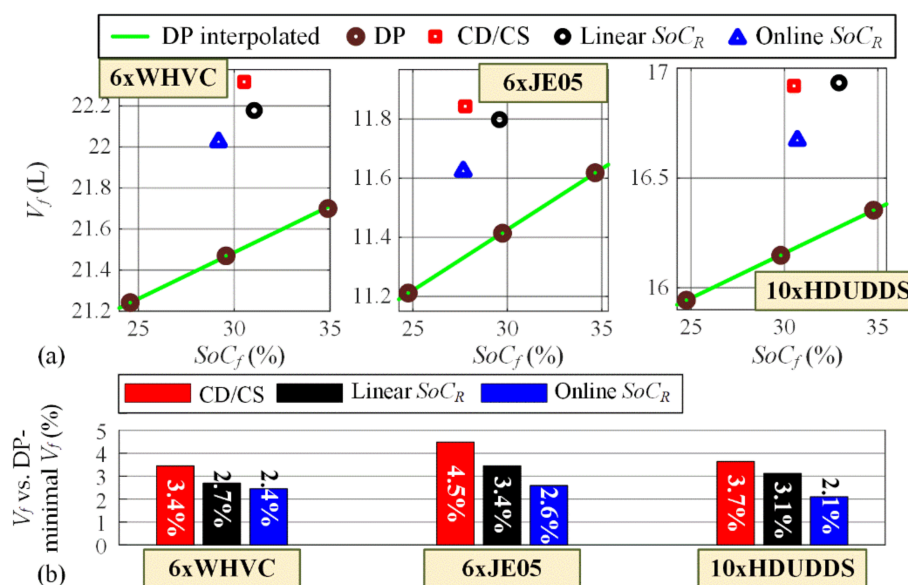 DP interpolated DP CD/CS Linear SoC_R Online SoC_R
6xWHVC
6xJE05
10xHDUDDS
V_f (L)
22.2
22
21.8
21.6
21.4
21.2
25 30 35
SoC_f (%)
11.8
11.6
11.4
11.2
25 30 35
SoC_f (%)
17
16.5
16
25 30 35
SoC_f (%)
(a)
CD/CS Linear SoC_R Online SoC_R
V_f vs. DP-
minimal V_f (%)
5
4
3
2
1
0
3.4% 2.7% 2.4%
4.5% 3.4% 2.6%
3.7% 3.1% 2.1%
6xWHVC 6xJE05 10xHDUDDS
(b)